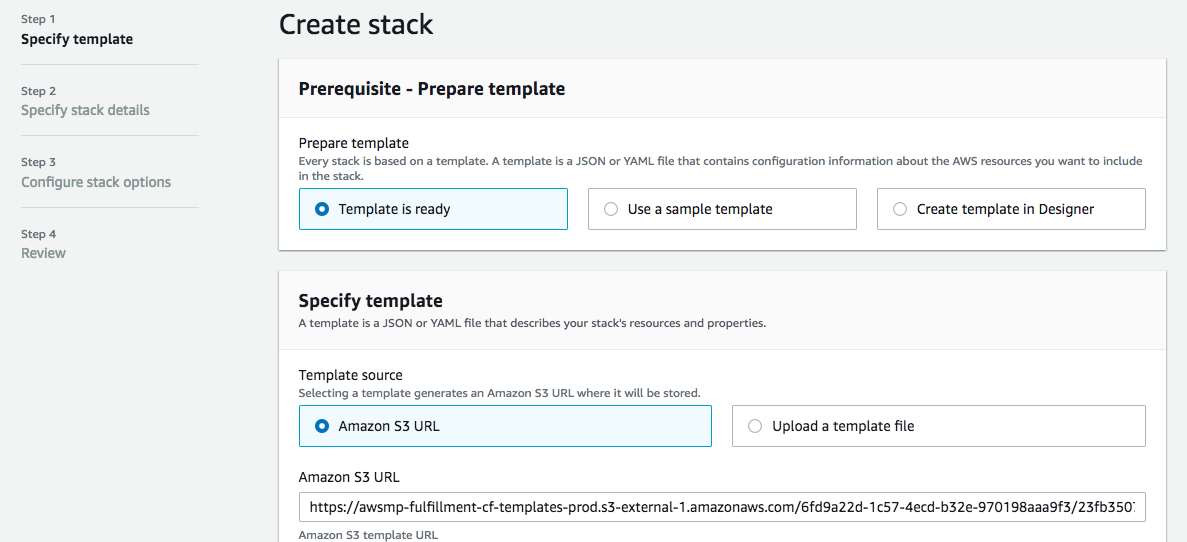 Step 1
Specify template
Step 2
Specify stack details
Step 3
Configure stack options
Step 4
Review
Create stack
Prerequisite - Prepare template
Prepare template
Every stack is based on a template. A template is a JSON or YAML file that contains configuration information about the AWS resources you want to include
in the stack.
Template is ready
Use a sample template
Create template in Designer
Specify template
A template is a JSON or YAML file that describes your stack's resources and properties.
Template source
Selecting a template generates an Amazon S3 URL where it will be stored.
Amazon S3 URL
Upload a template file
Amazon S3 URL
https://awsmp-fulfillment-cf-templates-prod.s3-external-1.amazonaws.com/6fd9a22d-1c57-4ecd-b32e-970198aaa9f3/23fb3507
Amazon S3 template URL